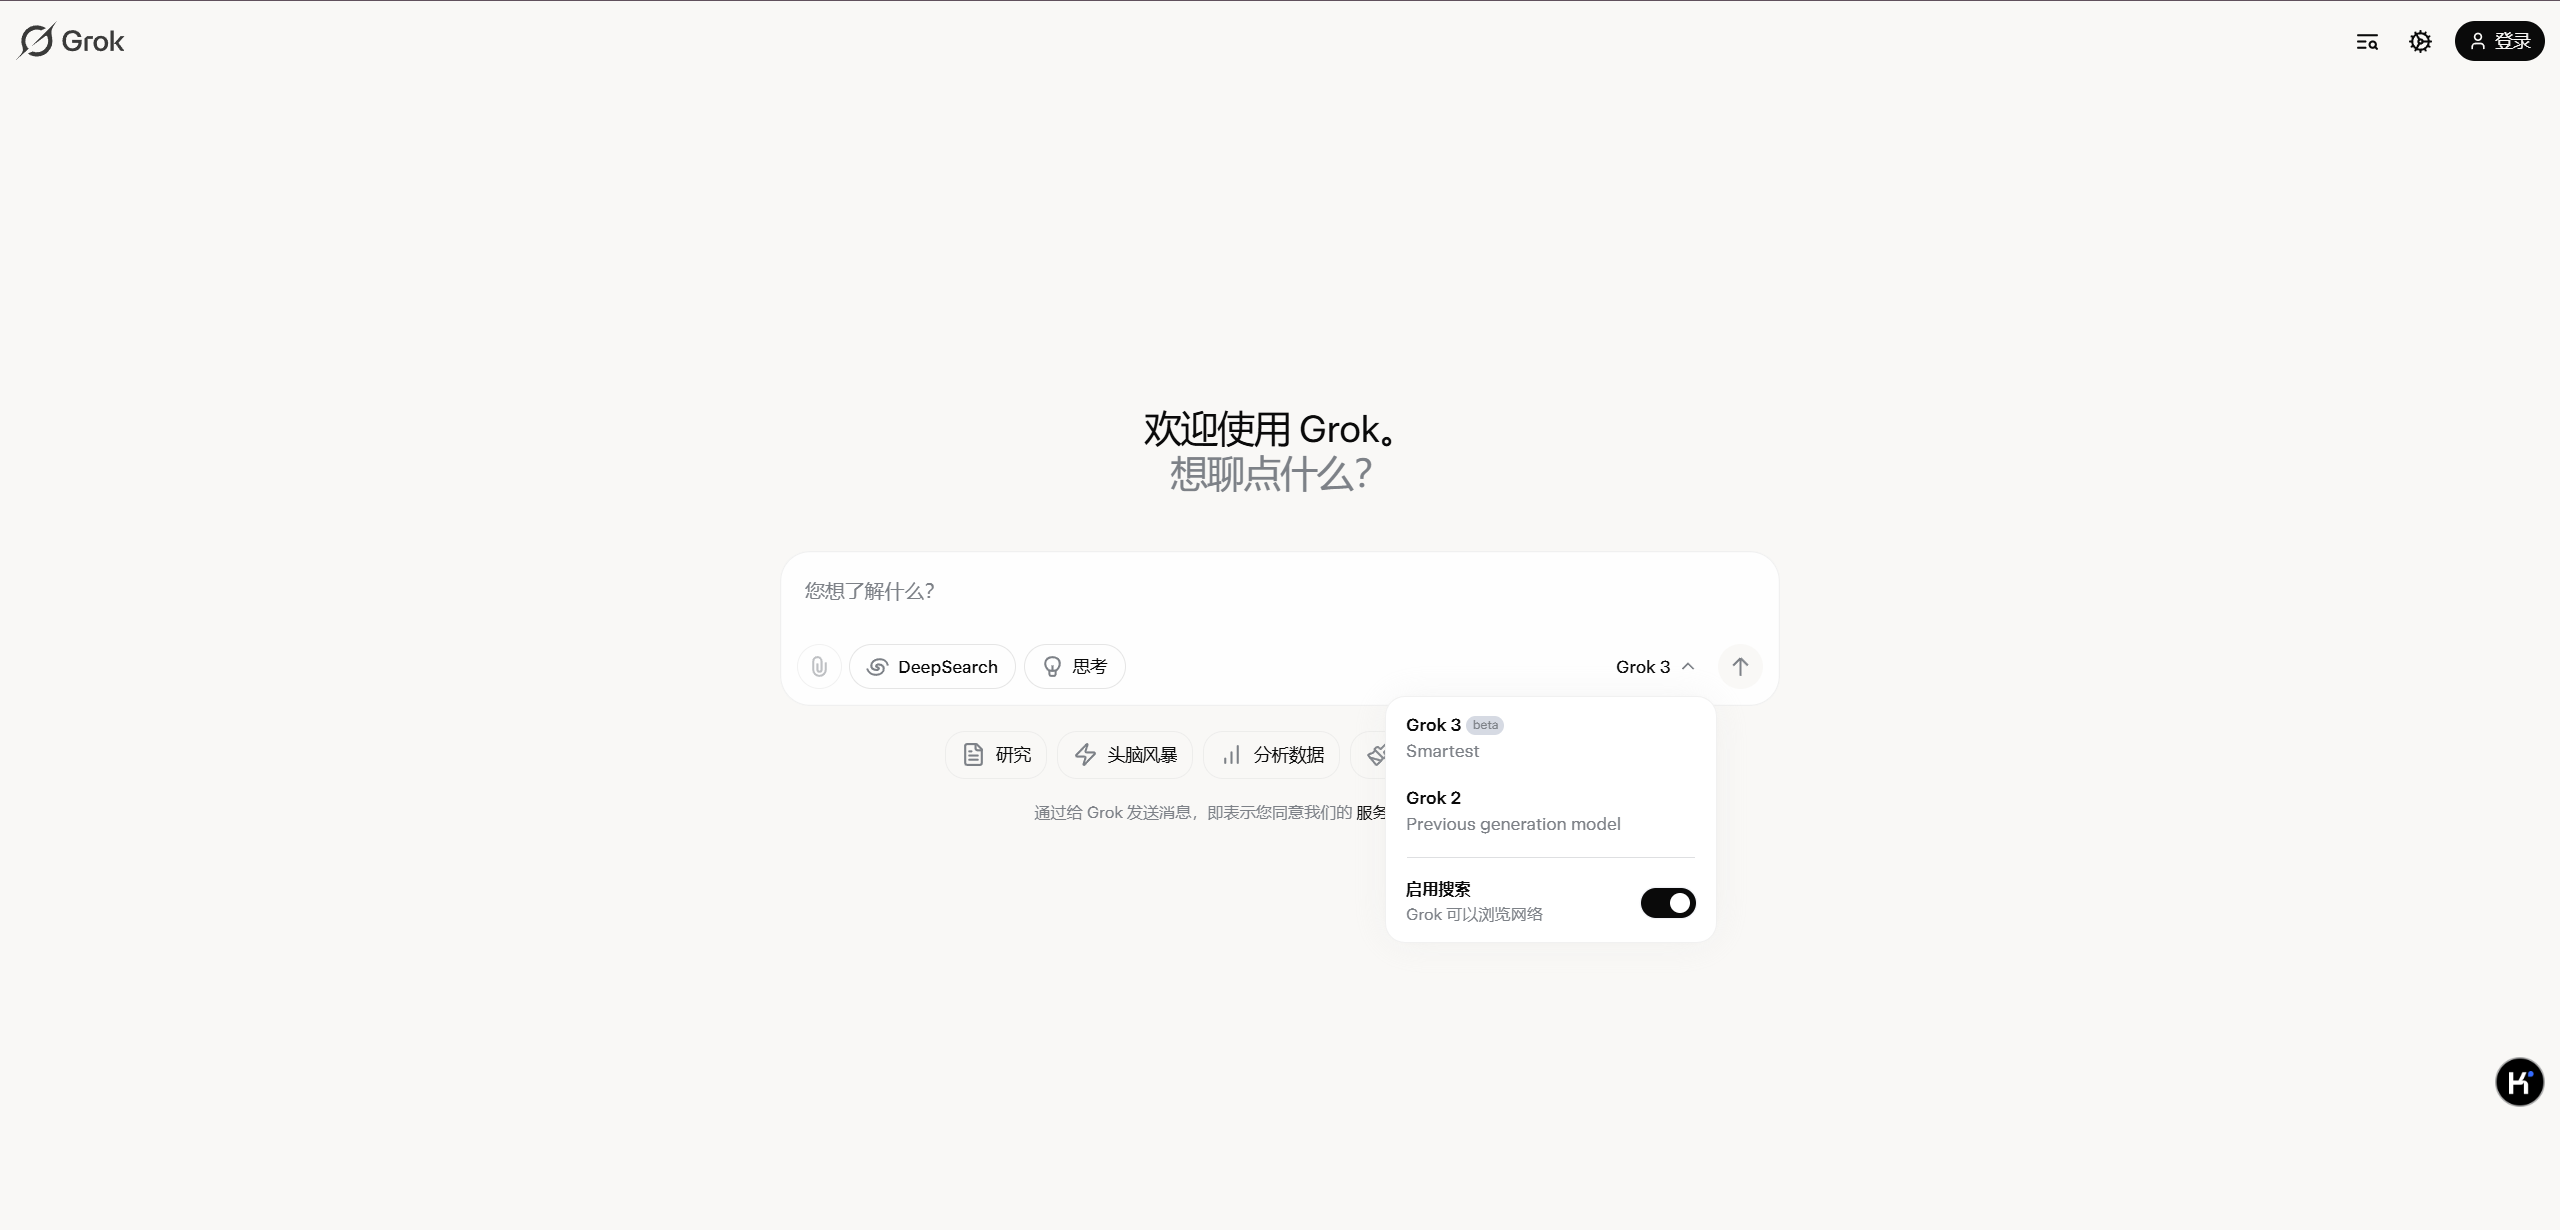 Grok
登录
欢迎使用 Grok。
想聊点什么？
您想了解什么？
DeepSearch
思考
Grok 3
研究
头脑风暴
分析数据
通过给 Grok 发送消息，即表示您同意我们的 服务
Grok 3 beta
Smartest
Grok 2
Previous generation model
启用搜索
Grok 可以浏览网络
K